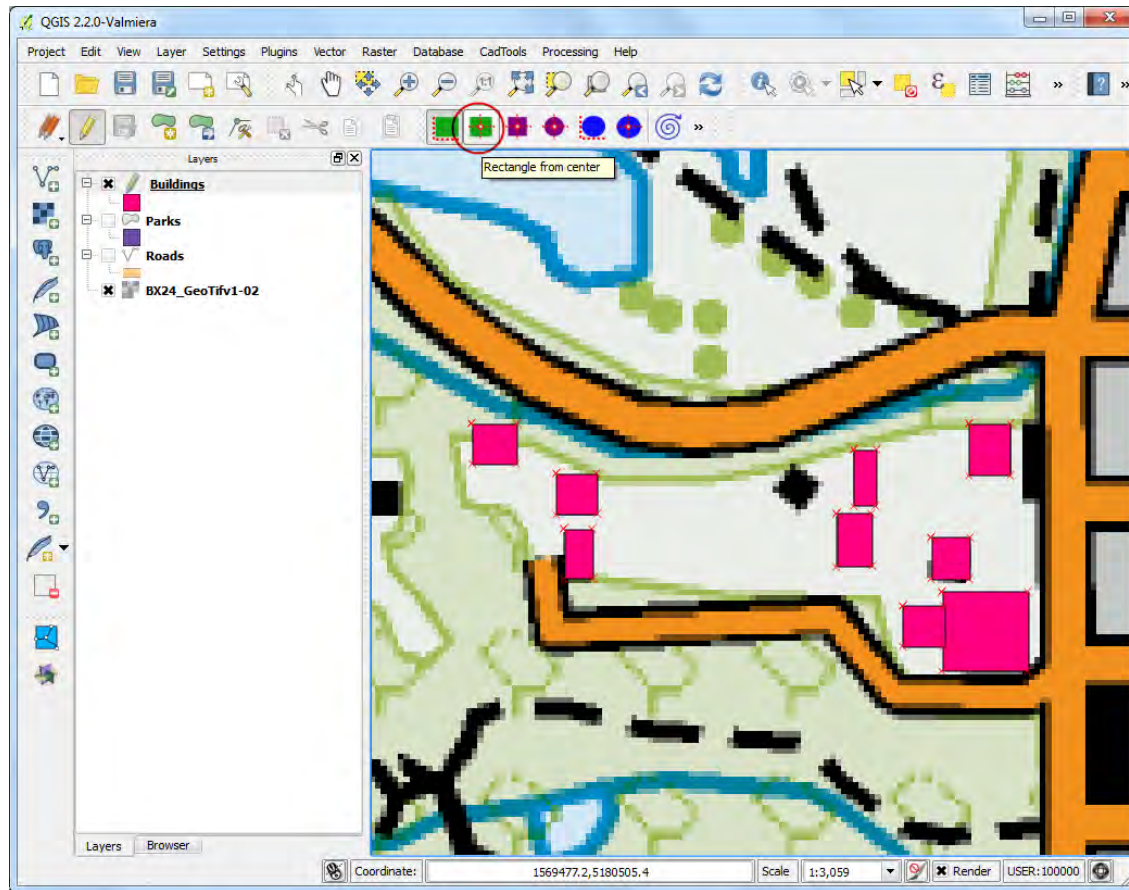 QGIS 2.2.0-Valmiera
Project Edit View Layer Settings Plugins Vector Raster Database CadTools Processing Help
Rectangle from center
Layers
Buildings
Parks
Roads
BX24_GeoTifv1-02
Layers Browser
Coordinate: 1569477.2,5180505.4 Scale 1:3,059 Render USER:100000